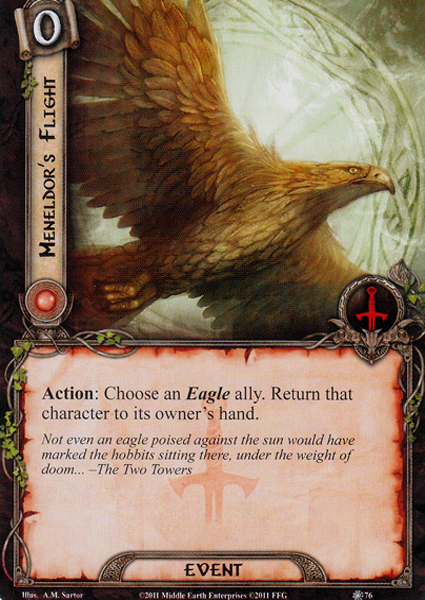 0
MENELDOR'S FLIGHT
Action: Choose an Eagle ally. Return that
character to its owner's hand.
Not even an eagle poised against the sun would have
marked the hobbits sitting there, under the weight of
doom... –The Two Towers
EVENT
Illus. A.M. Sartor ©2011 Middle Earth Enterprises ©2011 FFG 76